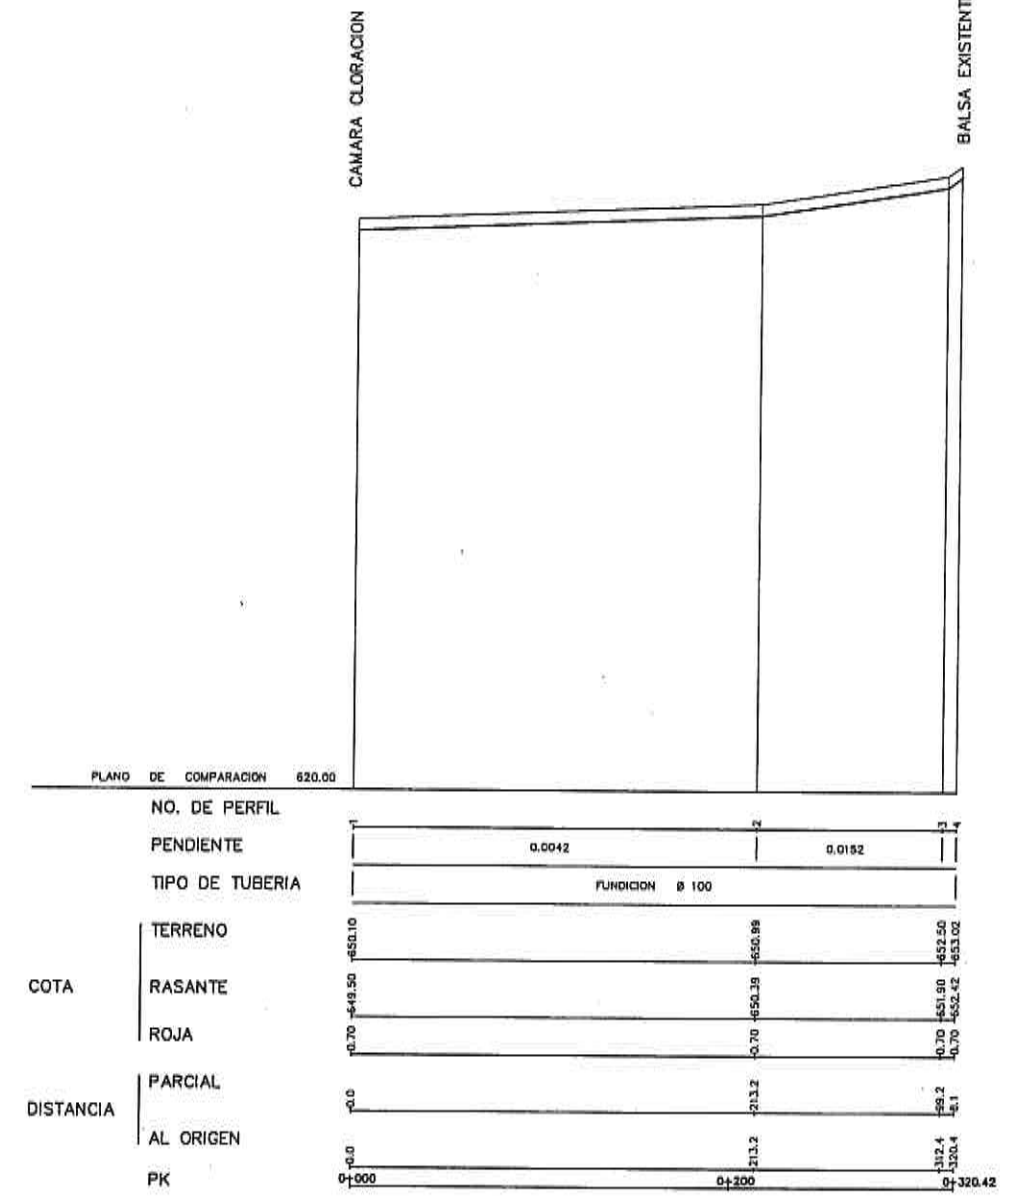 CAMARA CLORACION
BALSA EXISTENT
PLANO DE COMPARACION 620.00
NO. DE PERFIL 1 2 3 4
PENDIENTE 0.0042 0.0152
TIPO DE TUBERIA FUNDICION Ø 100
COTA
TERRENO 650.10 650.99 652.50 653.02
RASANTE 649.50 650.39 651.90 652.42
ROJA 0.70 0.70 0.70 0.70
DISTANCIA
PARCIAL 0.0 213.2 99.2 8.1
AL ORIGEN 0.0 213.2 312.4 320.4
PK 0+000 0+200 0+320.42